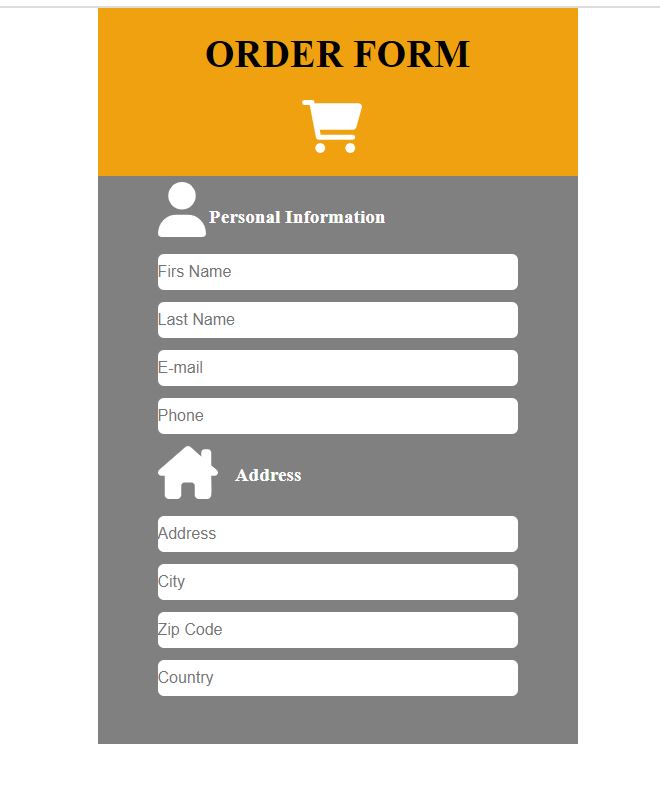 ORDER FORM
Personal Information
Firs Name
Last Name
E-mail
Phone
Address
Address
City
Zip Code
Country